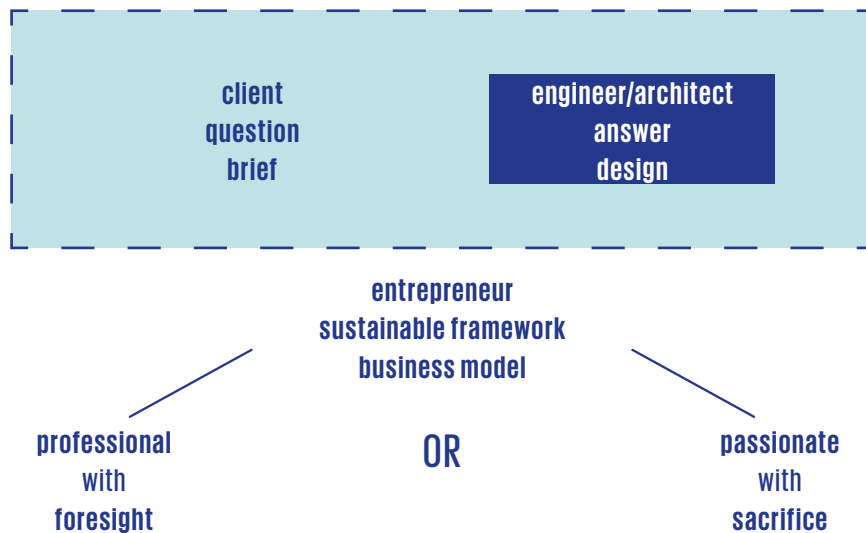 client
question
brief
engineer/architect
answer
design
entrepreneur
sustainable framework
business model
professional
with
foresight
OR
passionate
with
sacrifice